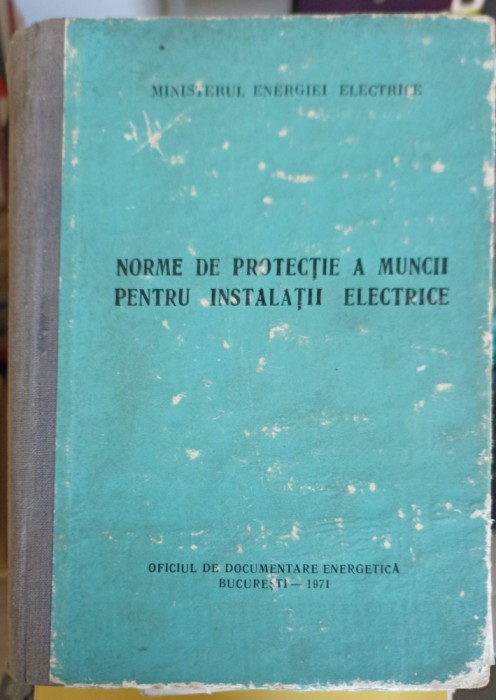 MINISTERUL ENERGIEI ELECTRICE
NORME DE PROTECȚIE A MUNCII
PENTRU INSTALAȚII ELECTRICE
OFICIUL DE DOCUMENTARE ENERGETICĂ
BUCUREȘTI — 1971